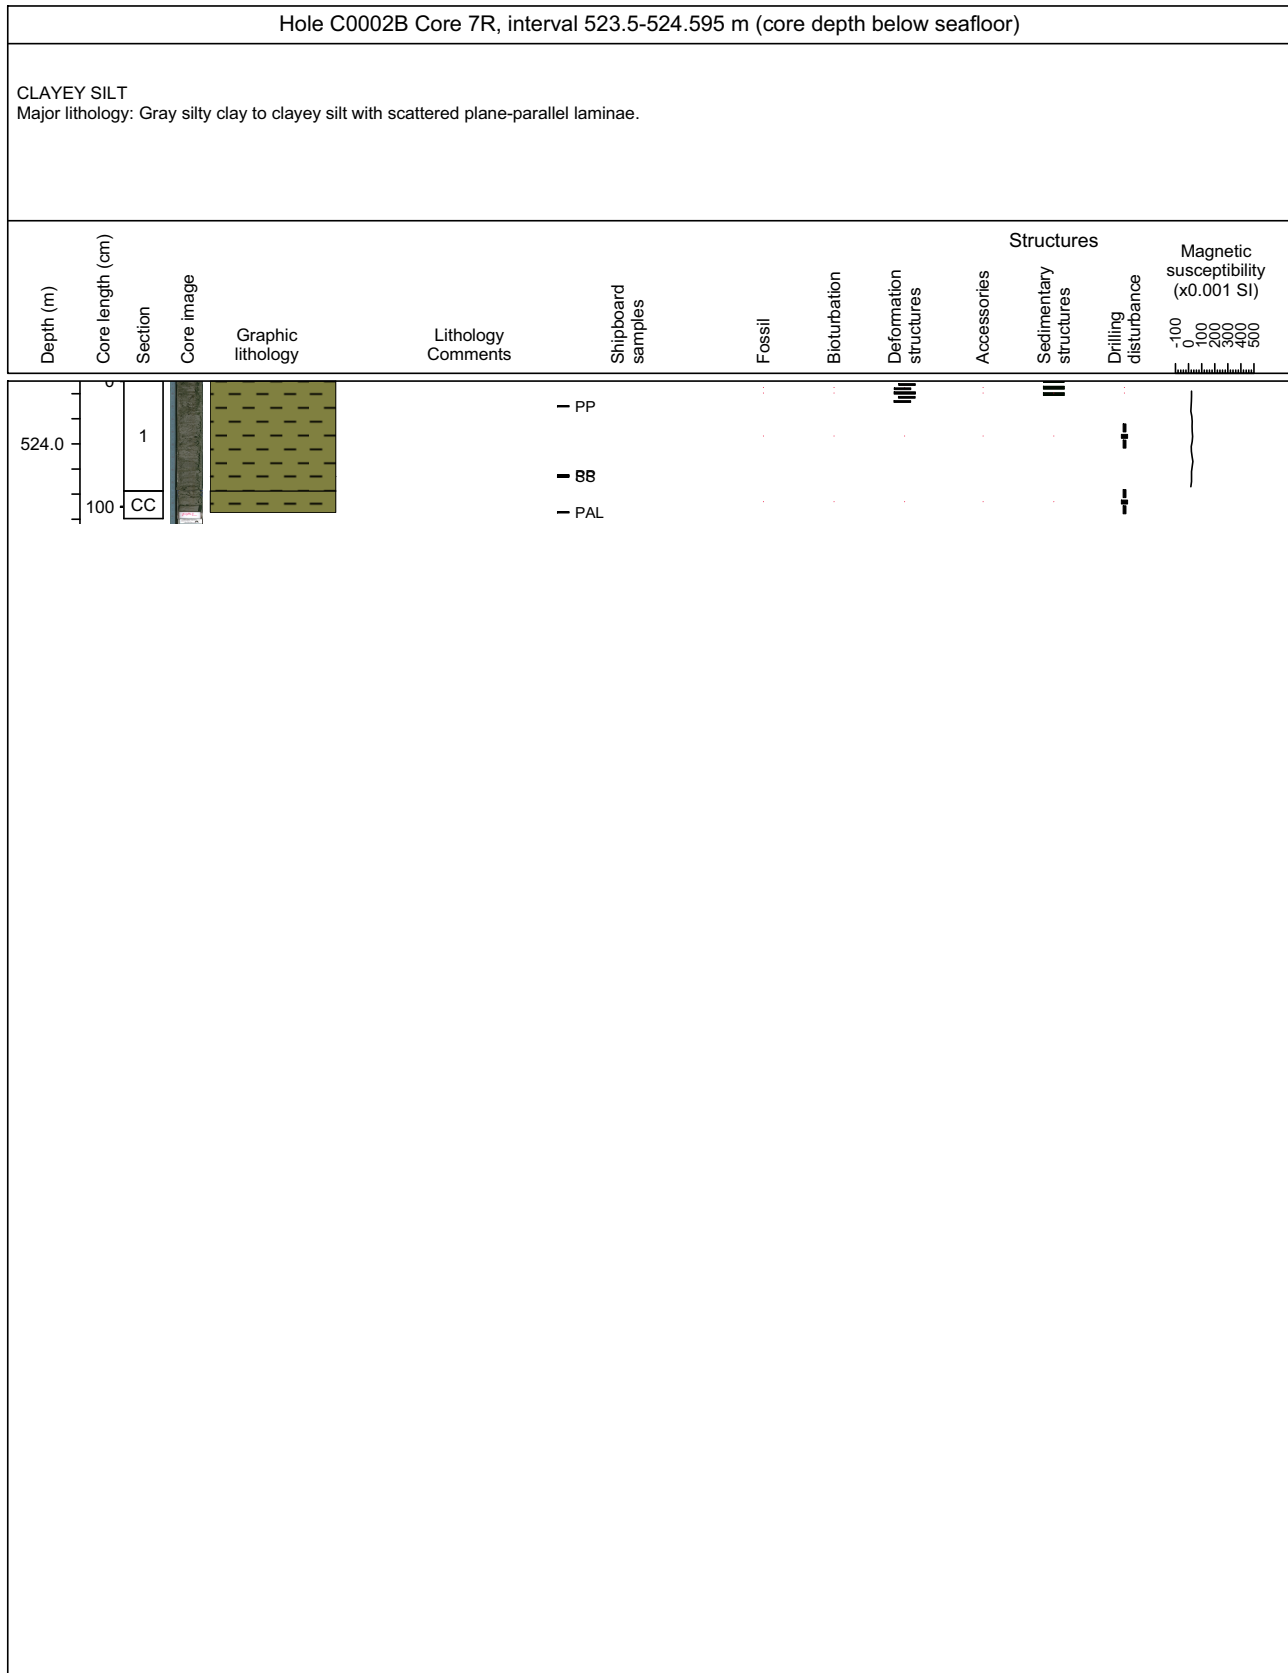 Hole C0002B Core 7R, interval 523.5-524.595 m (core depth below seafloor)
CLAYEY SILT
Major lithology: Gray silty clay to clayey silt with scattered plane-parallel laminae.
Depth (m)
Core length (cm)
Section
Core image
Graphic
lithology
Lithology
Comments
Shipboard
samples
Fossil
Bioturbation
Deformation
structures
Accessories
Structures
Sedimentary
structures
Drilling
disturbance
Magnetic
susceptibility
(x0.001 SI)
-100
0
100
200
300
400
500
0
PP
524.0
1
100
CC
PAL